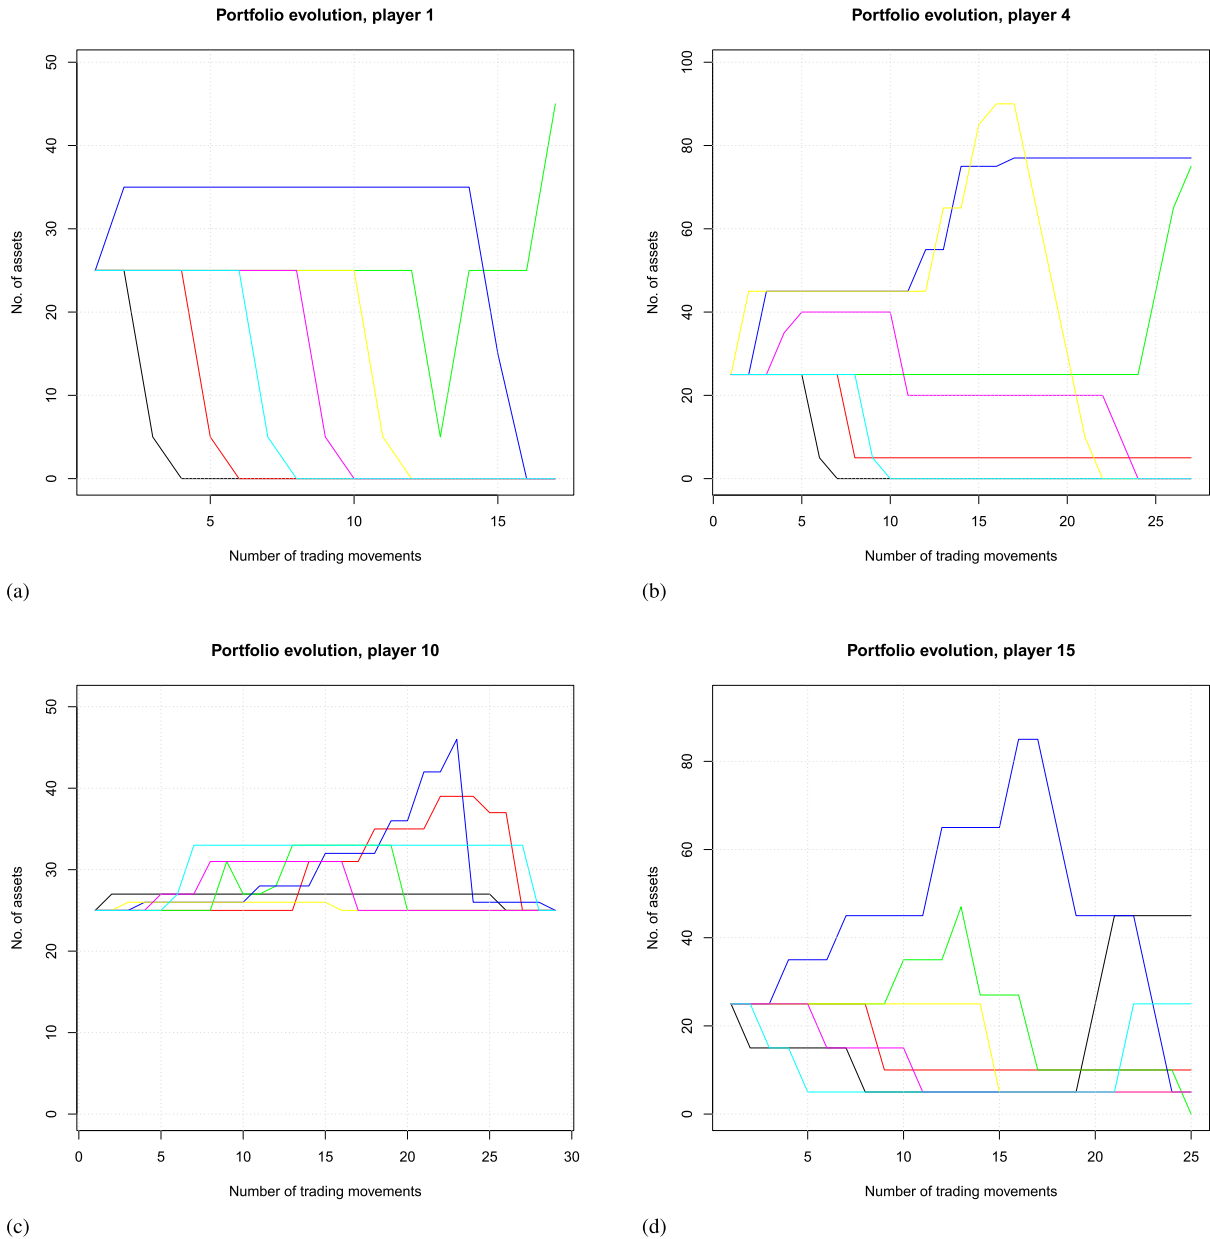 Portfolio evolution, player 1
No. of assets
50
40
30
20
10
0
5 10 15
Number of trading movements
(a)
Portfolio evolution, player 4
No. of assets
100
80
60
40
20
0
0 5 10 15 20 25
Number of trading movements
(b)
Portfolio evolution, player 10
No. of assets
50
40
30
20
10
0
0 5 10 15 20 25 30
Number of trading movements
(c)
Portfolio evolution, player 15
No. of assets
80
60
40
20
0
5 10 15 20 25
Number of trading movements
(d)